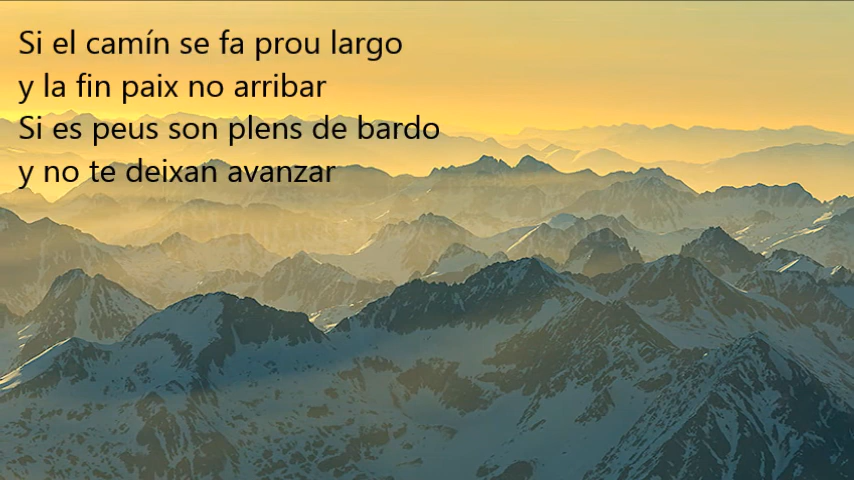 Si el camín se fa prou largo
y la fin paix no arribar
Si es peus son plens de bardo
y no te deixan avanzar